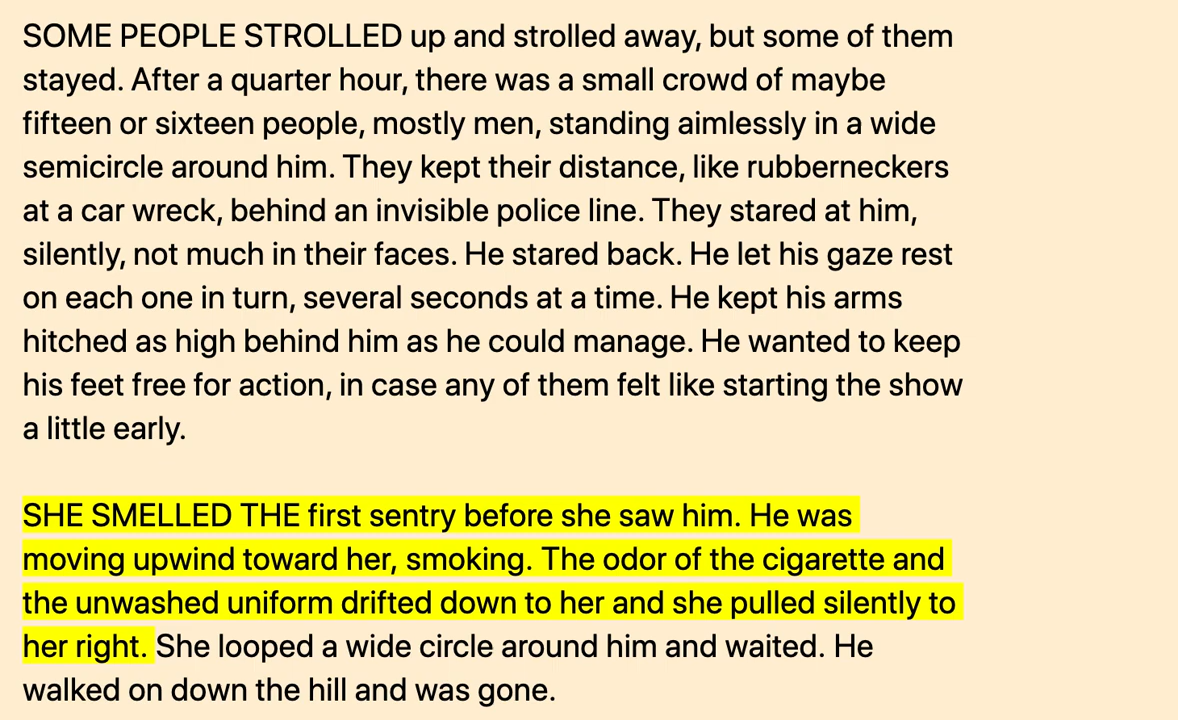 SOME PEOPLE STROLLED up and strolled away, but some of them
stayed. After a quarter hour, there was a small crowd of maybe
fifteen or sixteen people, mostly men, standing aimlessly in a wide
semicircle around him. They kept their distance, like rubberneckers
at a car wreck, behind an invisible police line. They stared at him,
silently, not much in their faces. He stared back. He let his gaze rest
on each one in turn, several seconds at a time. He kept his arms
hitched as high behind him as he could manage. He wanted to keep
his feet free for action, in case any of them felt like starting the show
a little early.
SHE SMELLED THE first sentry before she saw him. He was
moving upwind toward her, smoking. The odor of the cigarette and
the unwashed uniform drifted down to her and she pulled silently to
her right. She looped a wide circle around him and waited. He
walked on down the hill and was gone.